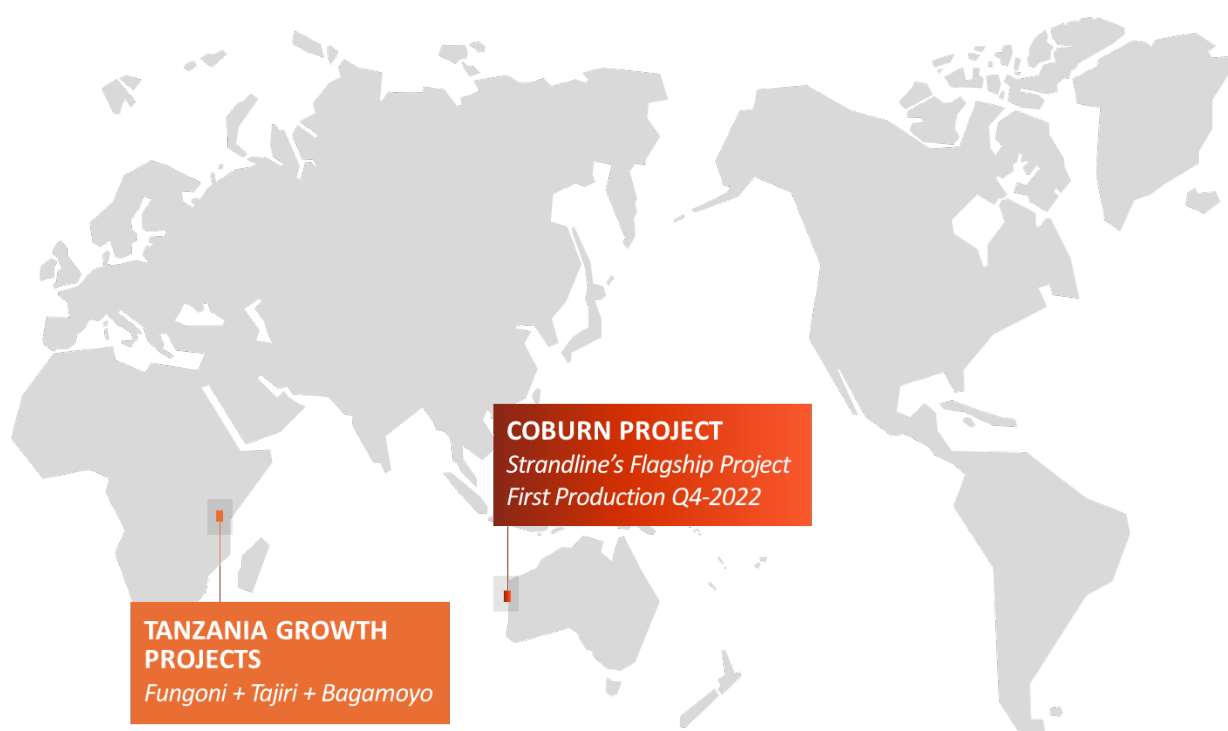 COBURN PROJECT
Strandline’s Flagship Project
First Production Q4-2022
TANZANIA GROWTH
PROJECTS
Fungoni + Tajiri + Bagamoyo